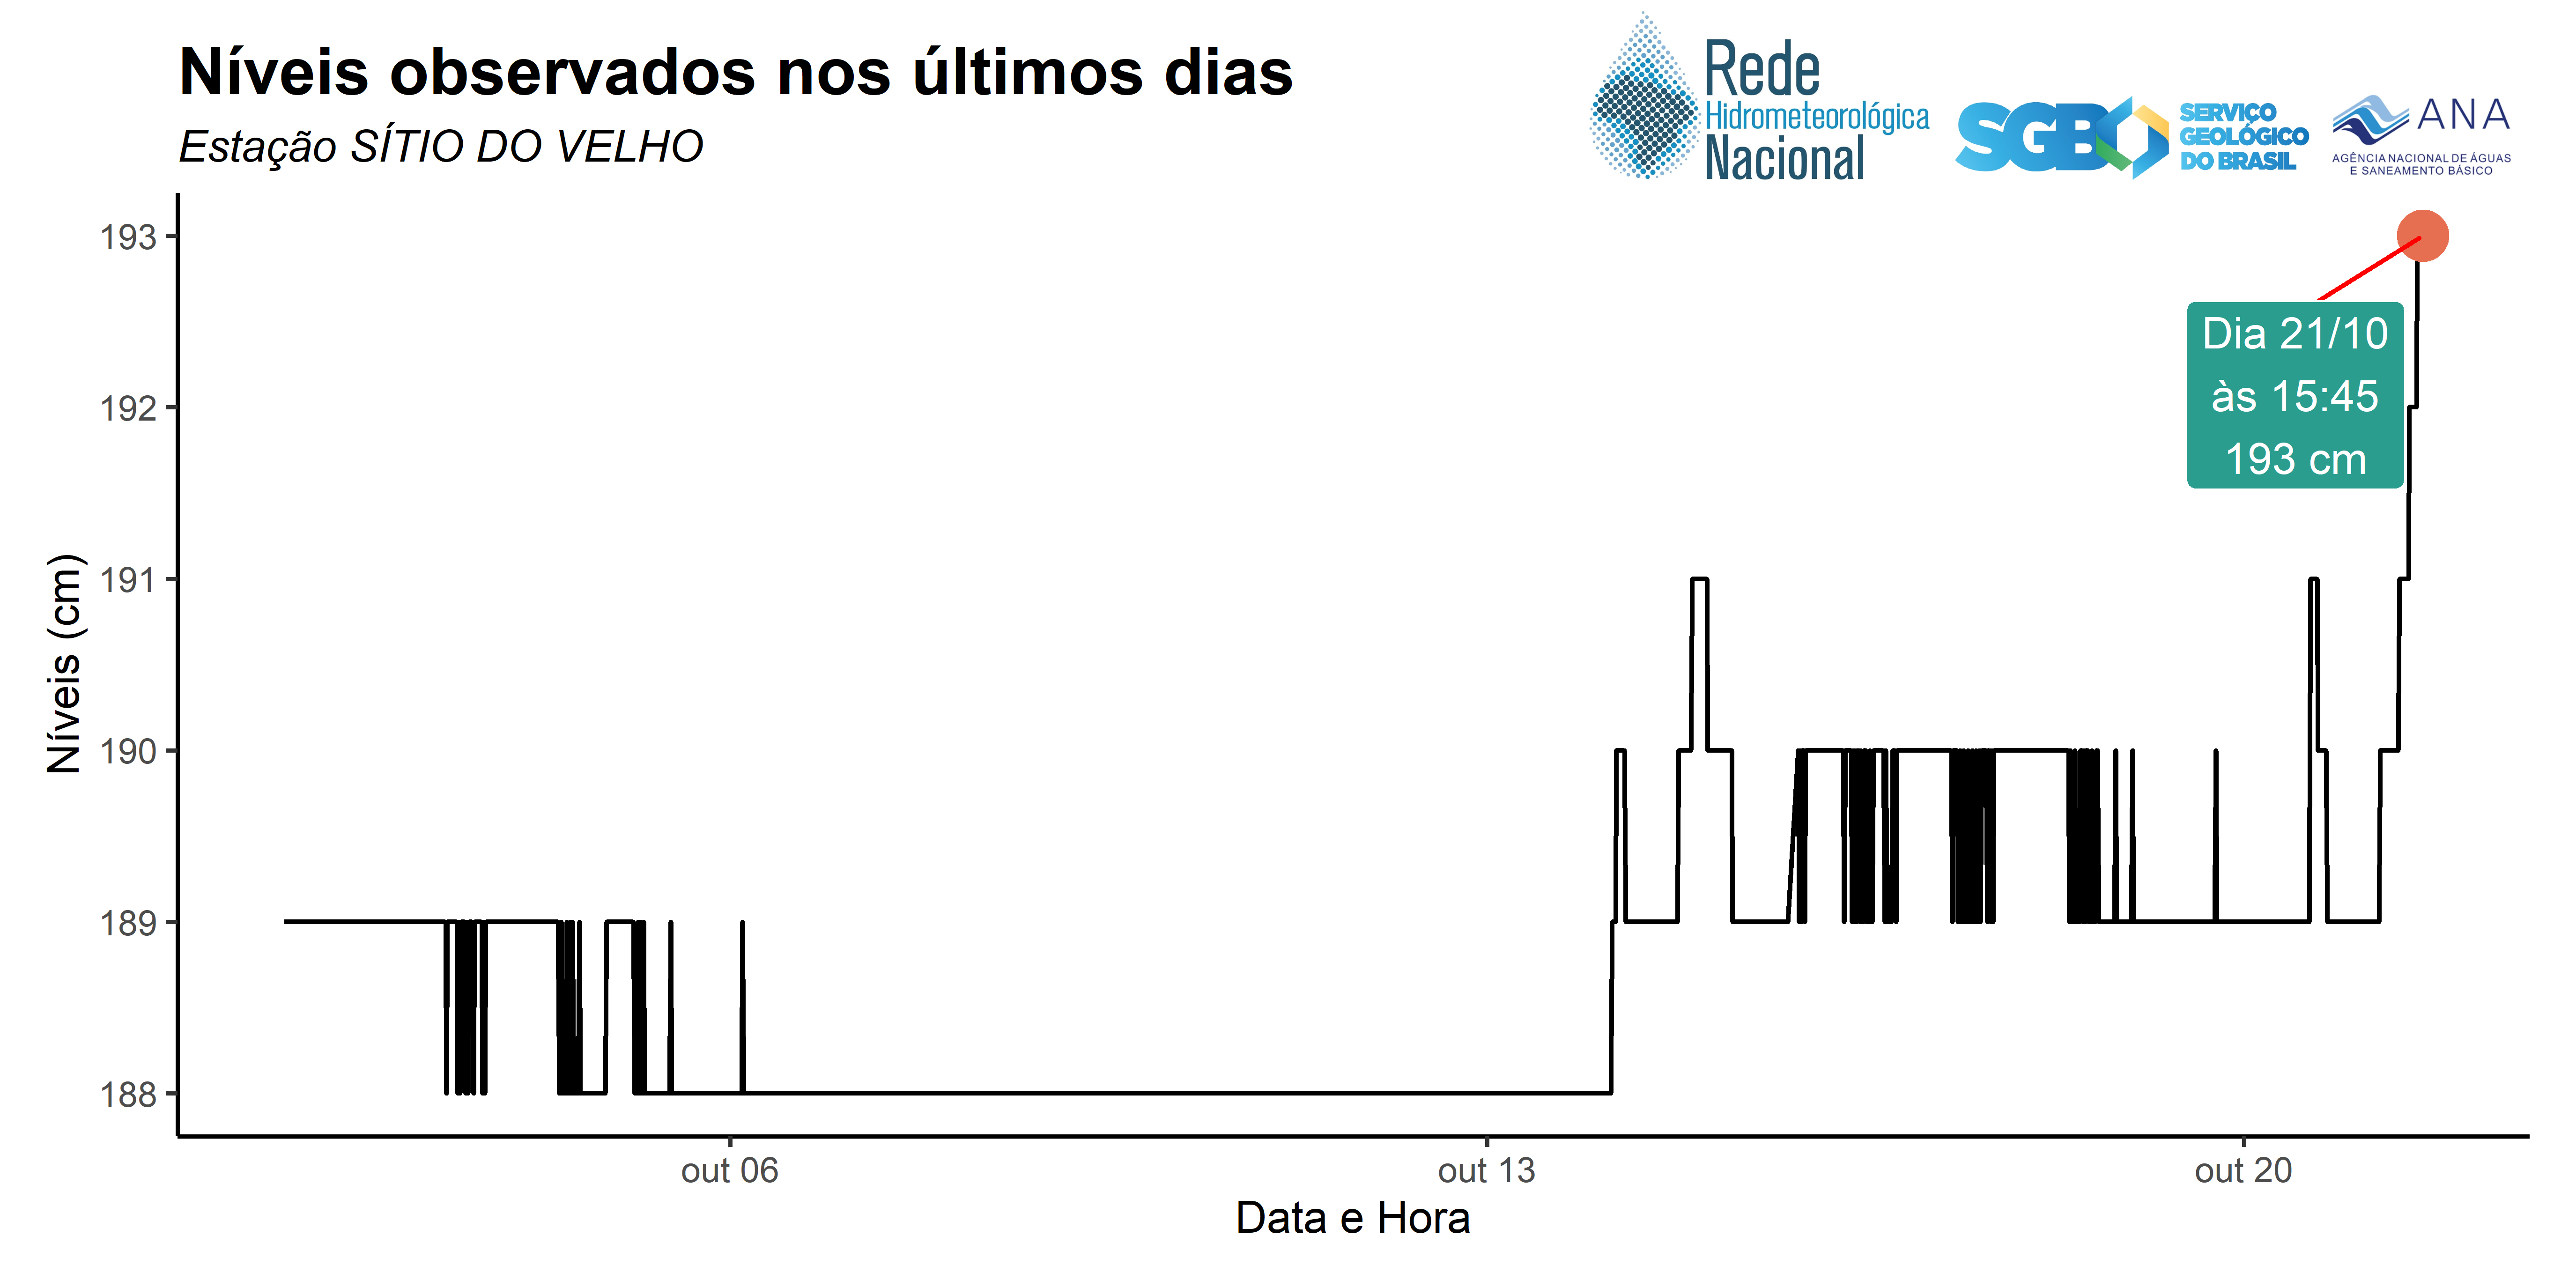 Níveis observados nos últimos dias
Estação SÍTIO DO VELHO
Rede
Hidrometeorológica
Nacional
SGB
SERVIÇO
GEOLÓGICO
DO BRASIL
ANA
AGÊNCIA NACIONAL DE ÁGUAS
E SANEAMENTO BÁSICO
193
192
191
190
189
188
Níveis (cm)
Dia 21/10
às 15:45
193 cm
out 06
out 13
out 20
Data e Hora